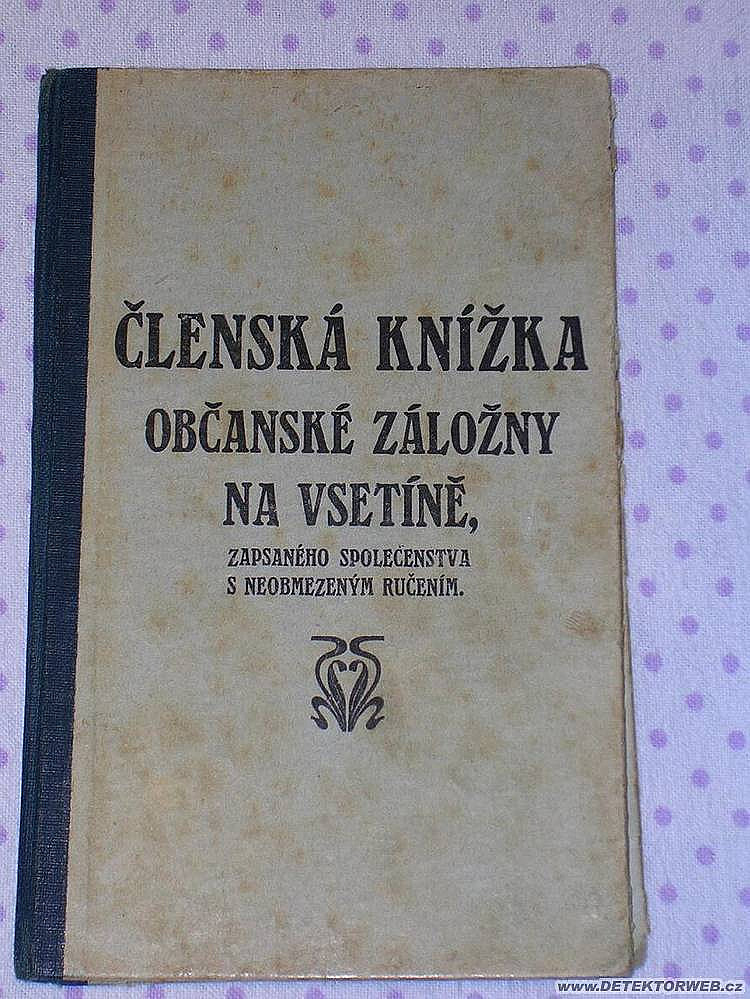 ČLENSKÁ KNÍŽKA
OBČANSKÉ ZÁLOŽNY
NA VSETÍNĚ,
ZAPSANÉHO SPOLEČENSTVA
S NEOBMEZENÝM RUČENÍM.
www.DETEKTORWEB.cz